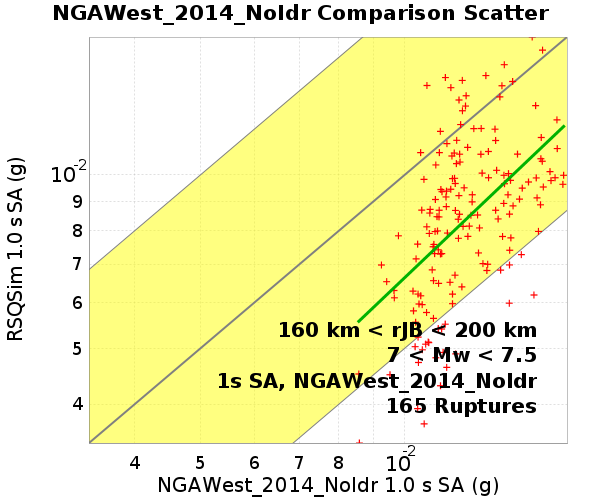 NGAWest_2014_NoIdr Comparison Scatter
RSQSim 1.0 s SA (g)
10-2
9
8
7
6
5
4
160 km < rJB < 200 km
7 < Mw < 7.5
1s SA, NGAWest_2014_NoIdr
165 Ruptures
4 5 6 7 8 10-2
NGAWest_2014_NoIdr 1.0 s SA (g)